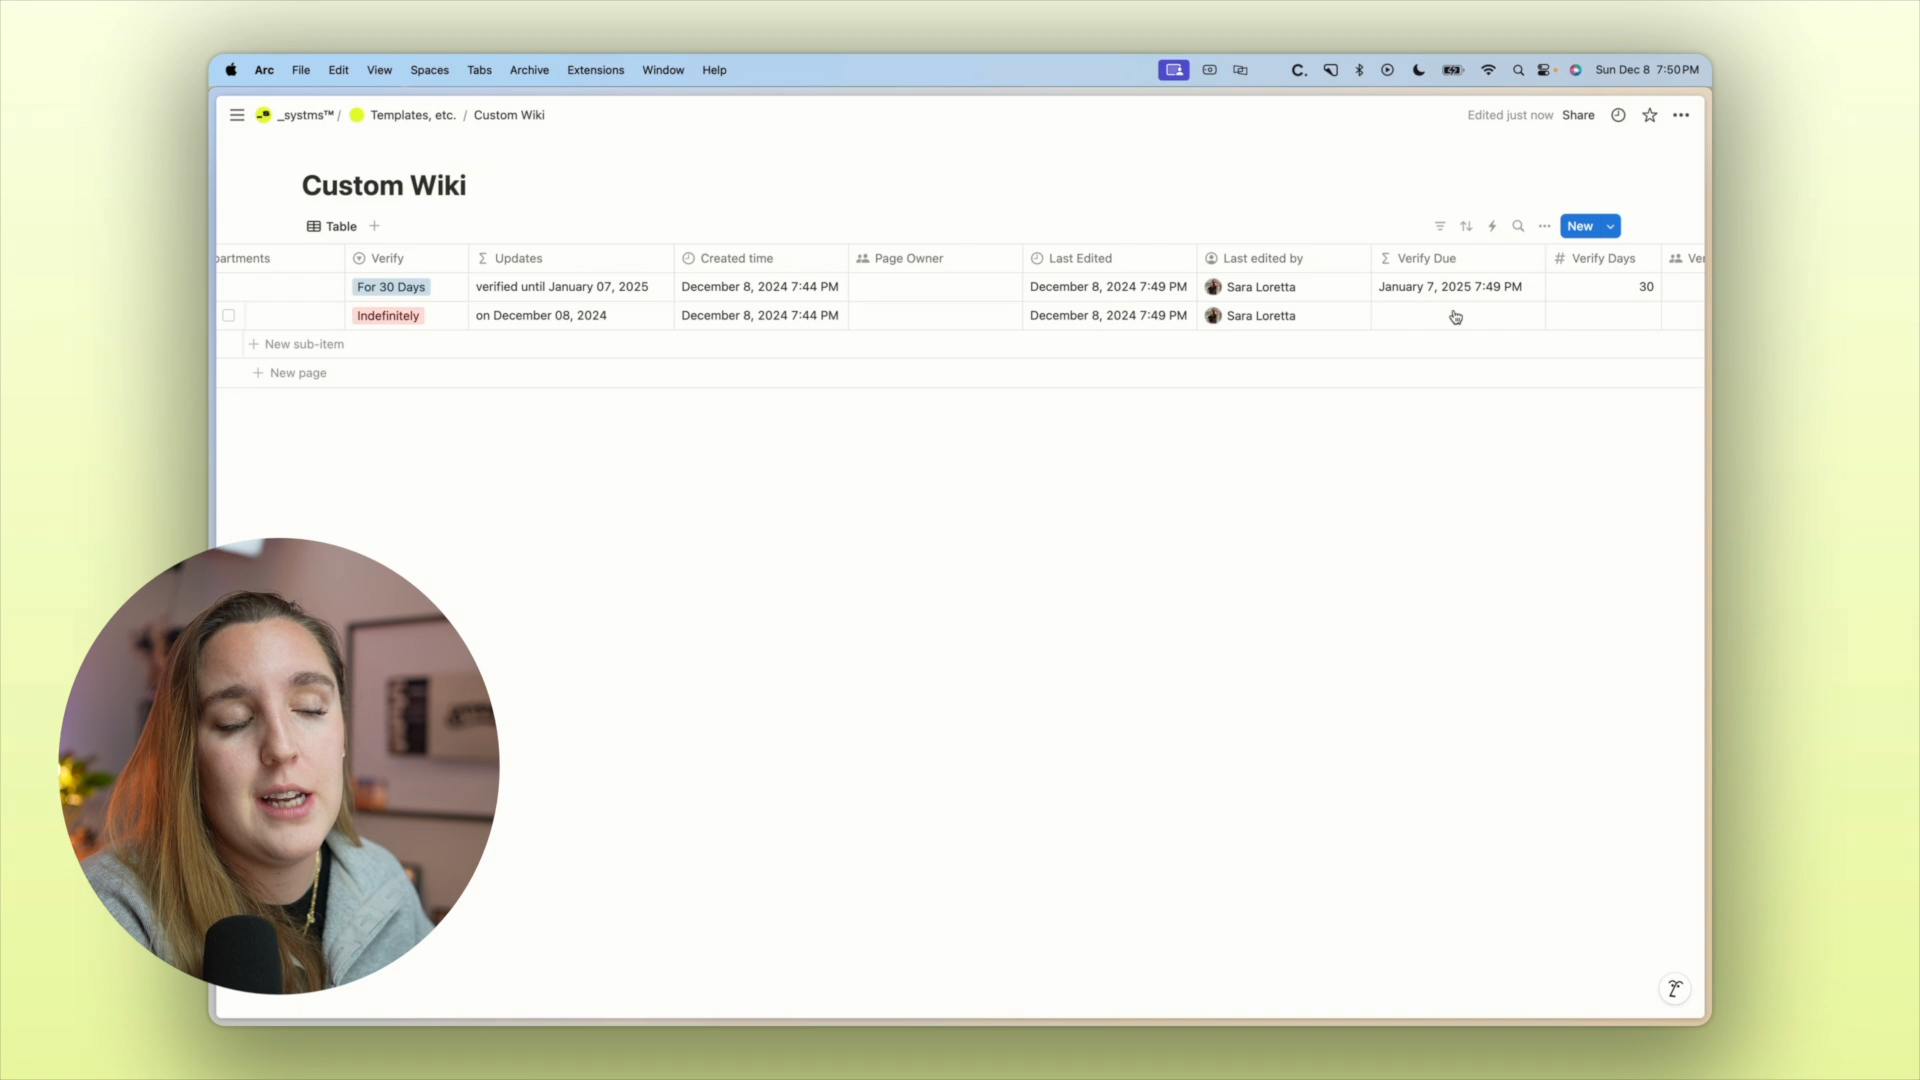 Arc File Edit View Spaces Tabs Archive Extensions Window Help Sun Dec 8 7:50 PM
_systms™ / Templates, etc. / Custom Wiki Edited just now Share
Custom Wiki
Table New
partments Verify Updates Created time Page Owner Last Edited Last edited by Verify Due Verify Days Ver
For 30 Days verified until January 07, 2025 December 8, 2024 7:44 PM December 8, 2024 7:49 PM Sara Loretta January 7, 2025 7:49 PM 30
Indefinitely on December 08, 2024 December 8, 2024 7:44 PM December 8, 2024 7:49 PM Sara Loretta
+ New sub-item
+ New page